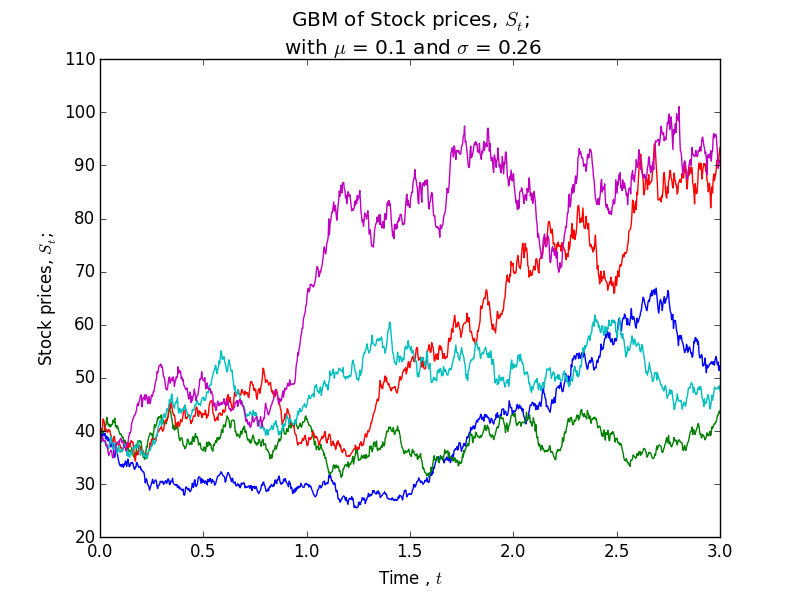 GBM of Stock prices, S_t;
with μ = 0.1 and σ = 0.26
110
100
90
80
70
60
50
40
30
20
Stock prices, S_t;
0.0 0.5 1.0 1.5 2.0 2.5 3.0
Time , t